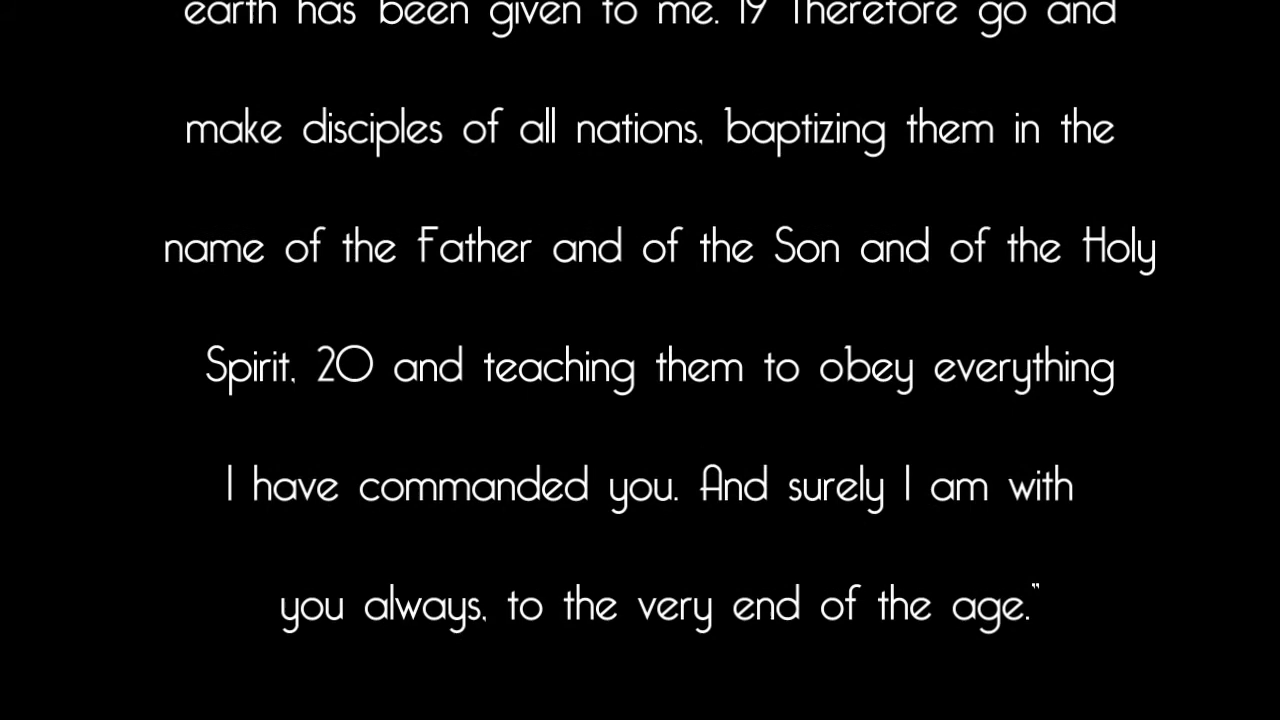 earth has been given to me. 19 Therefore go and
make disciples of all nations, baptizing them in the
name of the Father and of the Son and of the Holy
Spirit, 20 and teaching them to obey everything
I have commanded you. And surely I am with
you always, to the very end of the age."